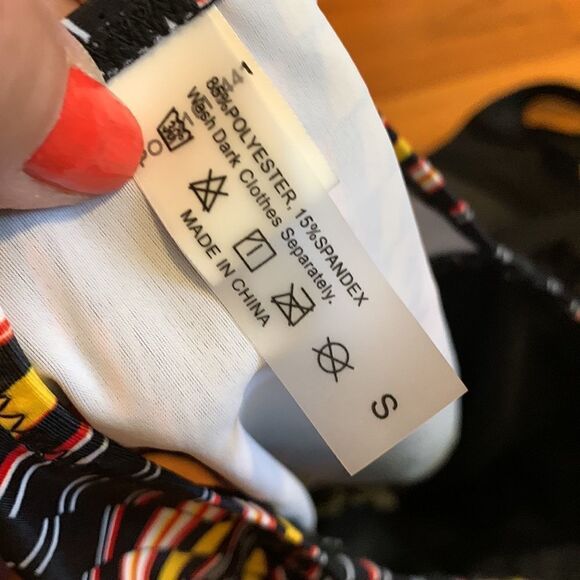 85%POLYESTER, 15%SPANDEX
Wash Dark Clothes Separately.
MADE IN CHINA
S